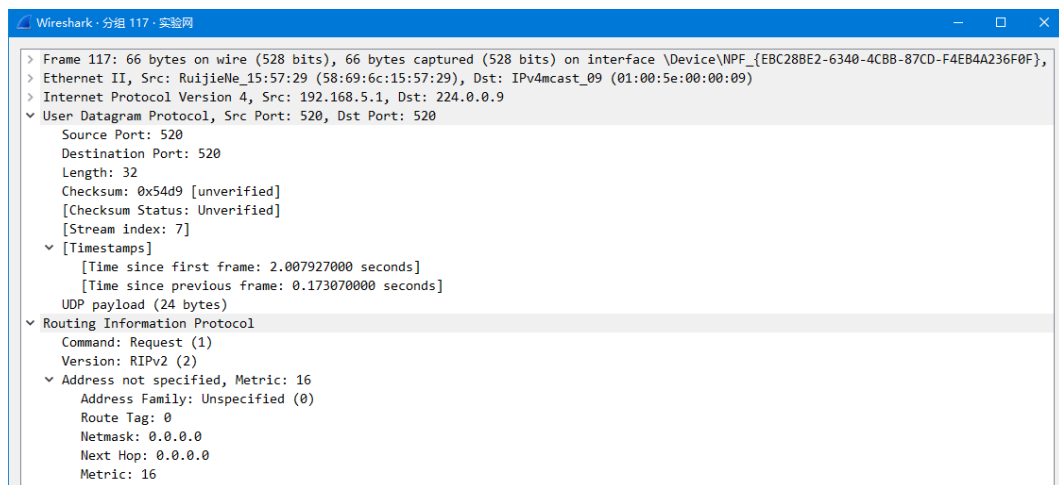 Wireshark · 分组 117 · 实验网
Frame 117: 66 bytes on wire (528 bits), 66 bytes captured (528 bits) on interface \Device\NPF_{EBC28BE2-6340-4CBB-87CD-F4EB4A236F0F},
Ethernet II, Src: RuijieNe_15:57:29 (58:69:6c:15:57:29), Dst: IPv4mcast_09 (01:00:5e:00:00:09)
Internet Protocol Version 4, Src: 192.168.5.1, Dst: 224.0.0.9
User Datagram Protocol, Src Port: 520, Dst Port: 520
Source Port: 520
Destination Port: 520
Length: 32
Checksum: 0x54d9 [unverified]
[Checksum Status: Unverified]
[Stream index: 7]
[Timestamps]
[Time since first frame: 2.007927000 seconds]
[Time since previous frame: 0.173070000 seconds]
UDP payload (24 bytes)
Routing Information Protocol
Command: Request (1)
Version: RIPv2 (2)
Address not specified, Metric: 16
Address Family: Unspecified (0)
Route Tag: 0
Netmask: 0.0.0.0
Next Hop: 0.0.0.0
Metric: 16